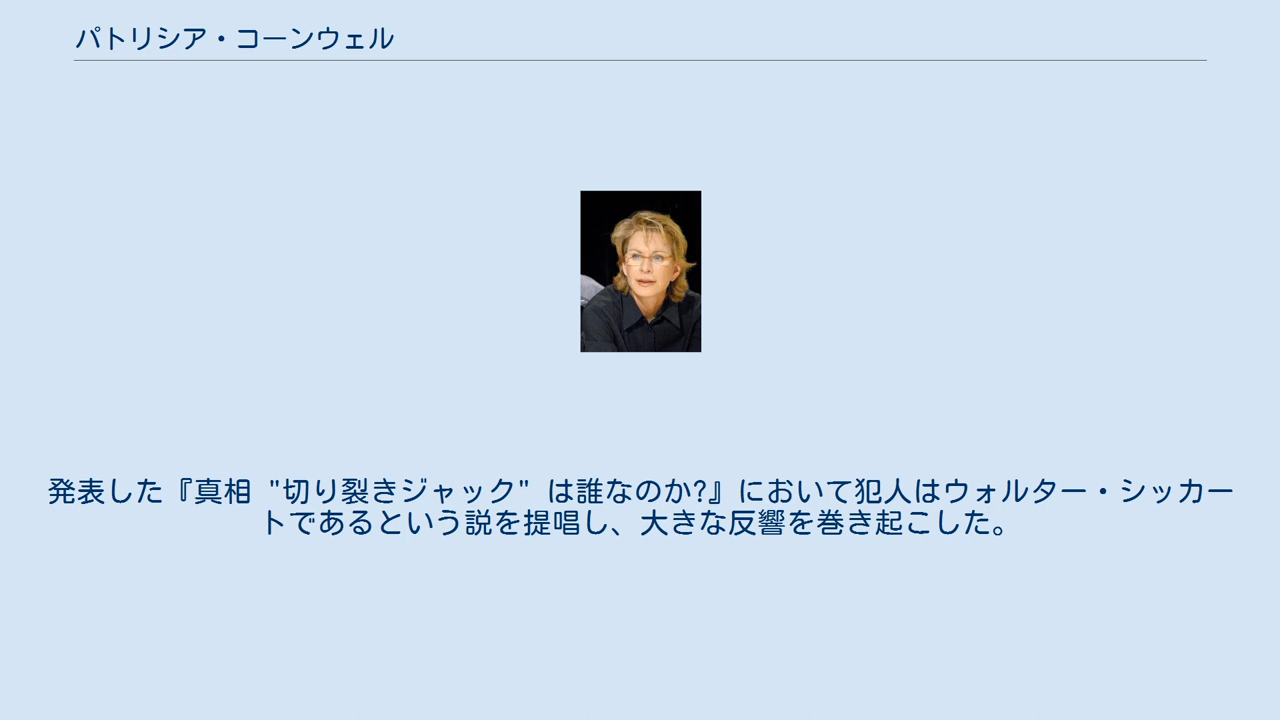 パトリシア・コーンウェル
発表した『真相 "切り裂きジャック" は誰なのか?』において犯人はウォルター・シッカー
トであるという説を提唱し、大きな反響を巻き起こした。